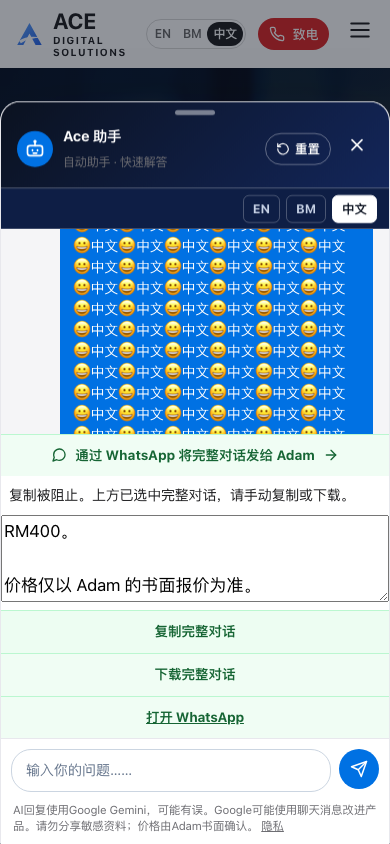 ACE
DIGITAL
SOLUTIONS
EN BM 中文
致电
Ace 助手
自动助手 · 快速解答
重置
EN BM 中文
😀中文😀中文😀中文😀中文😀中文😀中文
😀中文😀中文😀中文😀中文😀中文😀中文
😀中文😀中文😀中文😀中文😀中文😀中文
😀中文😀中文😀中文😀中文😀中文😀中文
😀中文😀中文😀中文😀中文😀中文😀中文
😀中文😀中文😀中文😀中文😀中文😀中文
😀中文😀中文😀中文😀中文😀中文😀中文
😀中文😀中文😀中文😀中文😀中文😀中文
😀中文😀中文😀中文😀中文😀中文😀中文
通过 WhatsApp 将完整对话发给 Adam →
复制被阻止。上方已选中完整对话，请手动复制或下载。
RM400。
价格仅以 Adam 的书面报价为准。
复制完整对话
下载完整对话
打开 WhatsApp
输入你的问题……
AI回复使用Google Gemini，可能有误。Google可能使用聊天消息改进产
品。请勿分享敏感资料；价格由Adam书面确认。 隐私